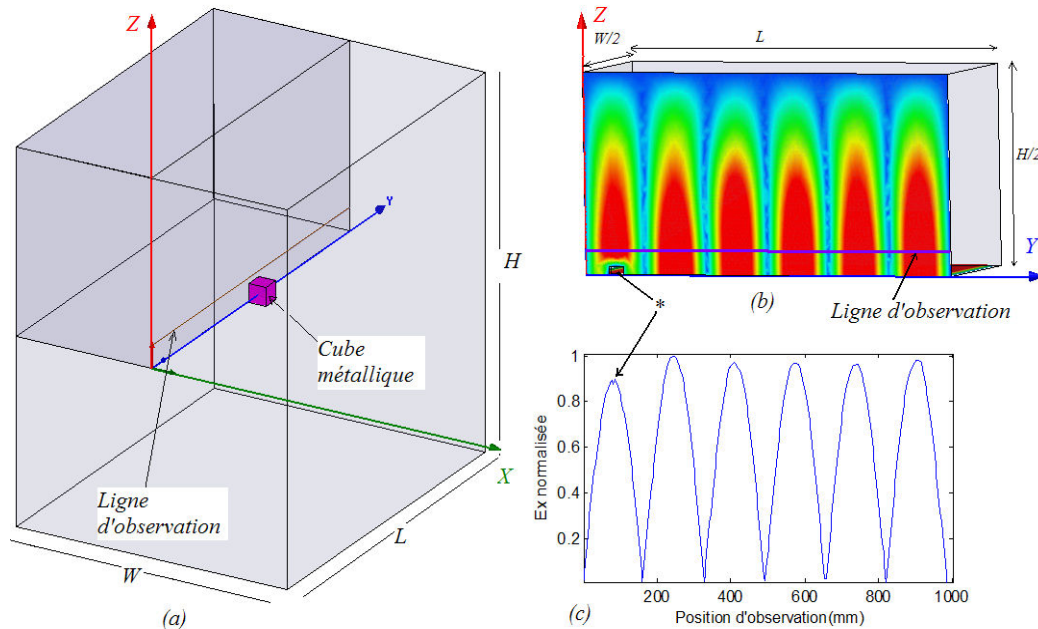 Z
Y
H
Cube
métallique
X
Ligne
d'observation
W
L
(a)
Z
W/2
L
H/2
Y
(b)
Ligne d'observation
*
Ex normalisée
1
0.8
0.6
0.4
0.2
200
400
600
800
1000
Position d'observation(mm)
(c)